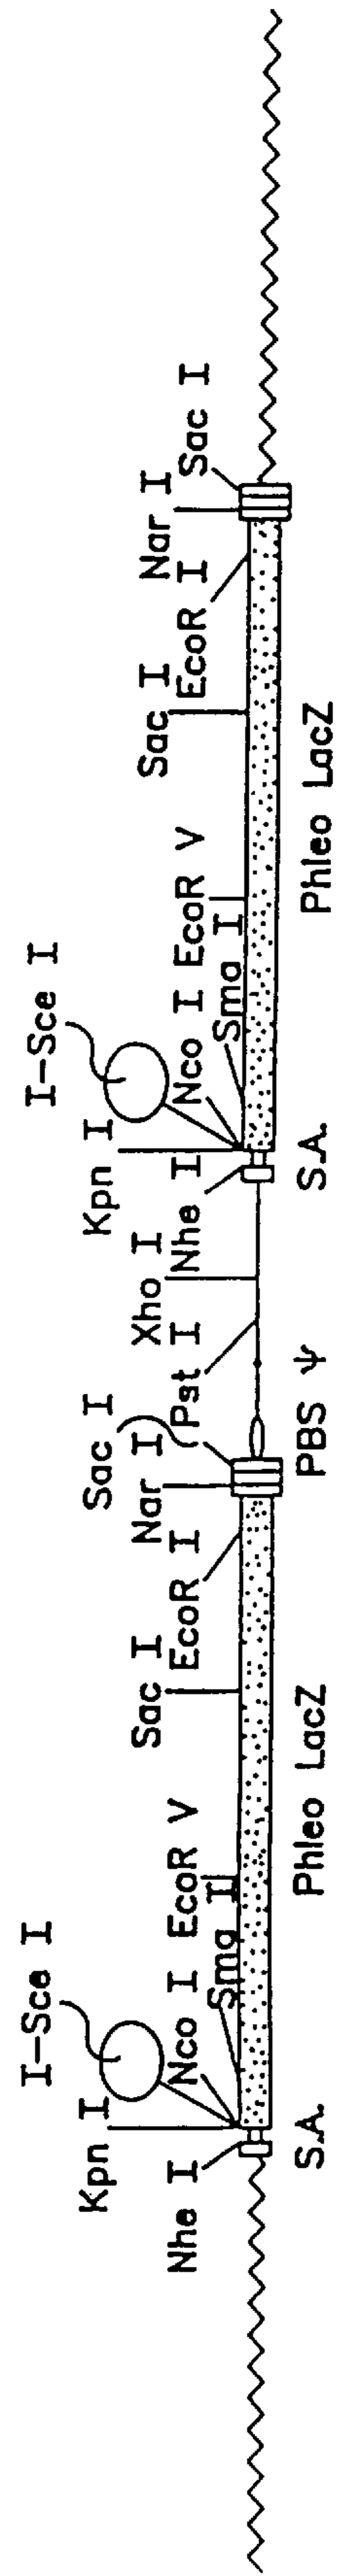 I-Sce I
Kpn I
Nhe I
Nco I
Sma I
EcoR V
Sac I
EcoR I
Nar I
Sac I
Pst I
Xho I
S.A.
Phleo LacZ
PBS Ψ
I-Sce I
Kpn I
Nhe I
Nco I
Sma I
EcoR V
Sac I
EcoR I
Nar I
Sac I
S.A.
Phleo LacZ